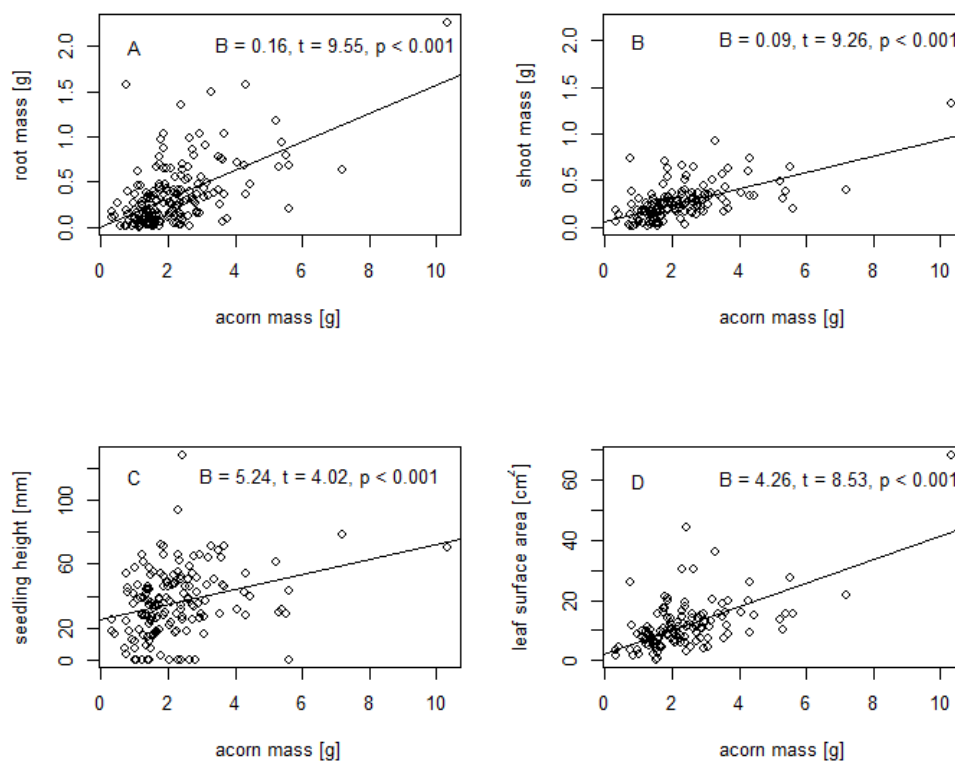 A
B = 0.16, t = 9.55, p < 0.001
root mass [g]
0.0 0.5 1.0 1.5 2.0
0 2 4 6 8 10
acorn mass [g]
B
B = 0.09, t = 9.26, p < 0.001
shoot mass [g]
0.0 0.5 1.0 1.5 2.0
0 2 4 6 8 10
acorn mass [g]
C
B = 5.24, t = 4.02, p < 0.001
seedling height [mm]
0 20 60 100
0 2 4 6 8 10
acorn mass [g]
D
B = 4.26, t = 8.53, p < 0.001
leaf surface area [cm²]
0 20 40 60
0 2 4 6 8 10
acorn mass [g]